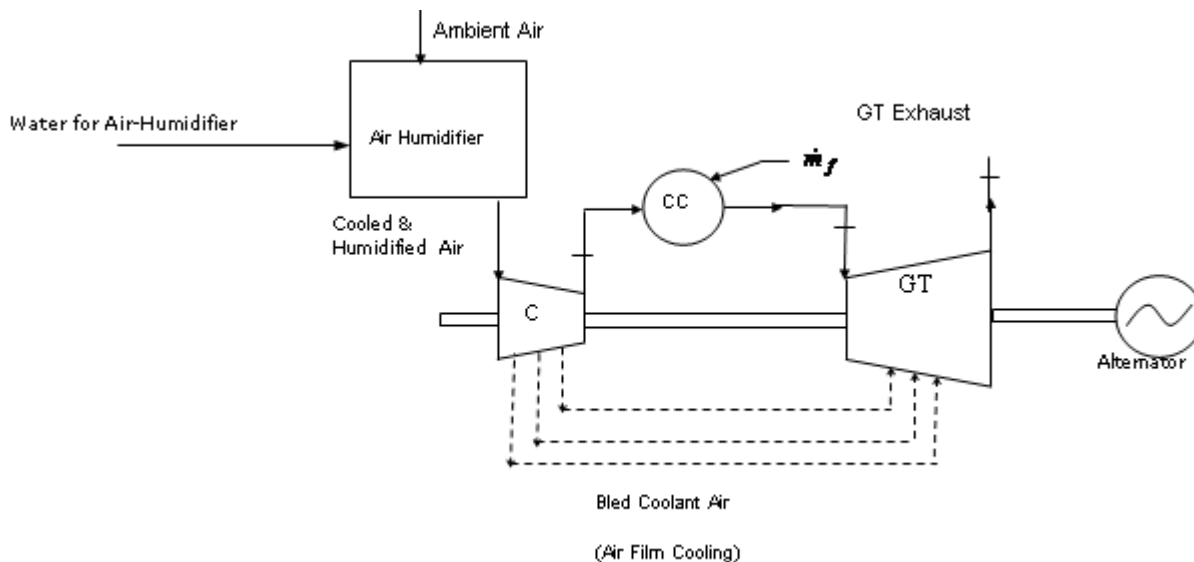 Ambient Air
Water for Air-Humidifier
Air Humidifier
GT Exhaust
ṁ f
CC
Cooled &
Humidified Air
GT
C
Alternator
Bled Coolant Air
(Air Film Cooling)